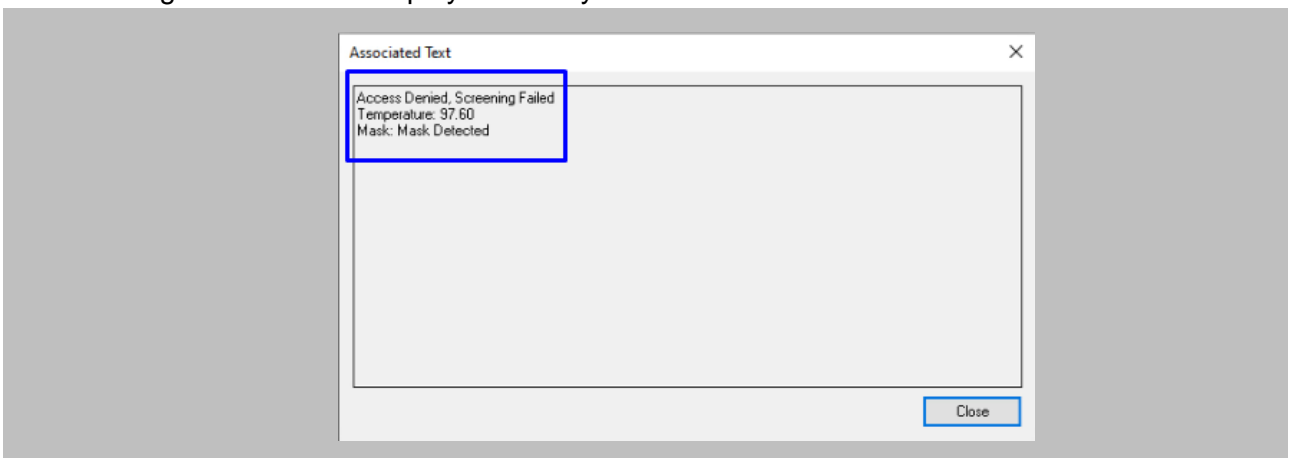 Associated Text
Access Denied, Screening Failed
Temperature: 97.60
Mask: Mask Detected
Close